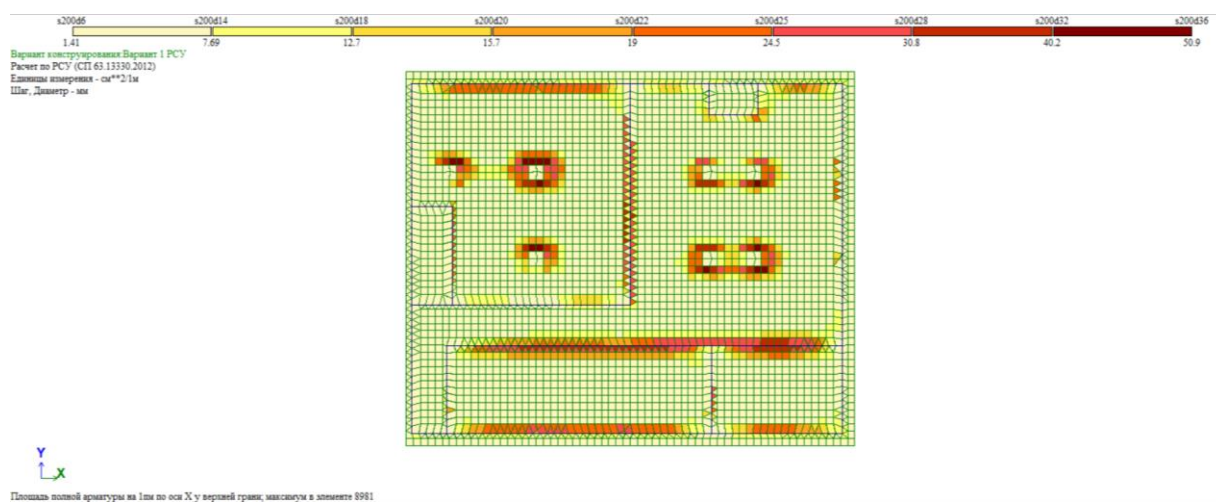 s200d6 s200d14 s200d18 s200d20 s200d22 s200d25 s200d28 s200d32 s200d36
1.41 7.69 12.7 15.7 19 24.5 30.8 40.2 50.9
Вариант конструирования:Вариант 1 РСУ
Расчет по РСУ (СП 63.13330.2012)
Единицы измерения - см**2/1м
Шаг, Диаметр - мм
Y
X
Площадь полной арматуры на 1пм по оси X у верхней грани; максимум в элементе 8981